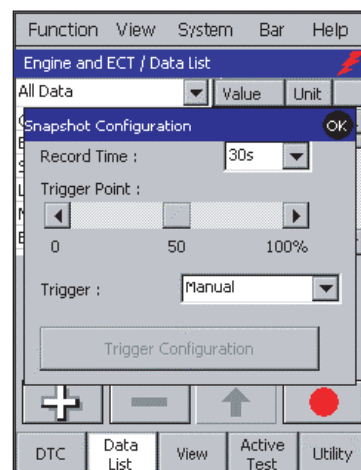 Function View System Bar Help
Engine and ECT / Data List
All Data Value Unit
Snapshot Configuration OK
Record Time : 30s
Trigger Point :
0 50 100%
Trigger : Manual
Trigger Configuration
DTC Data List View Active Test Utility